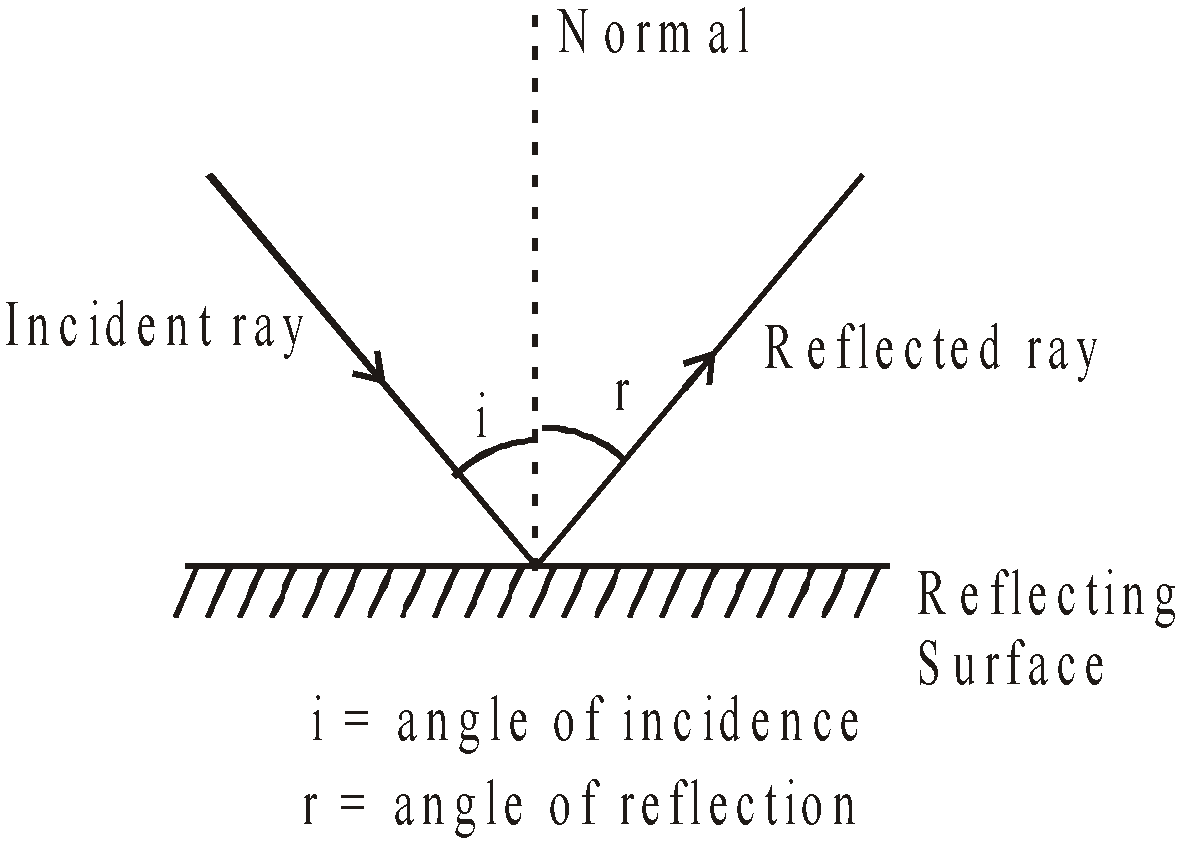 Normal
Incident ray
Reflected ray
i
r
Reflecting
Surface
i = angle of incidence
r = angle of reflection